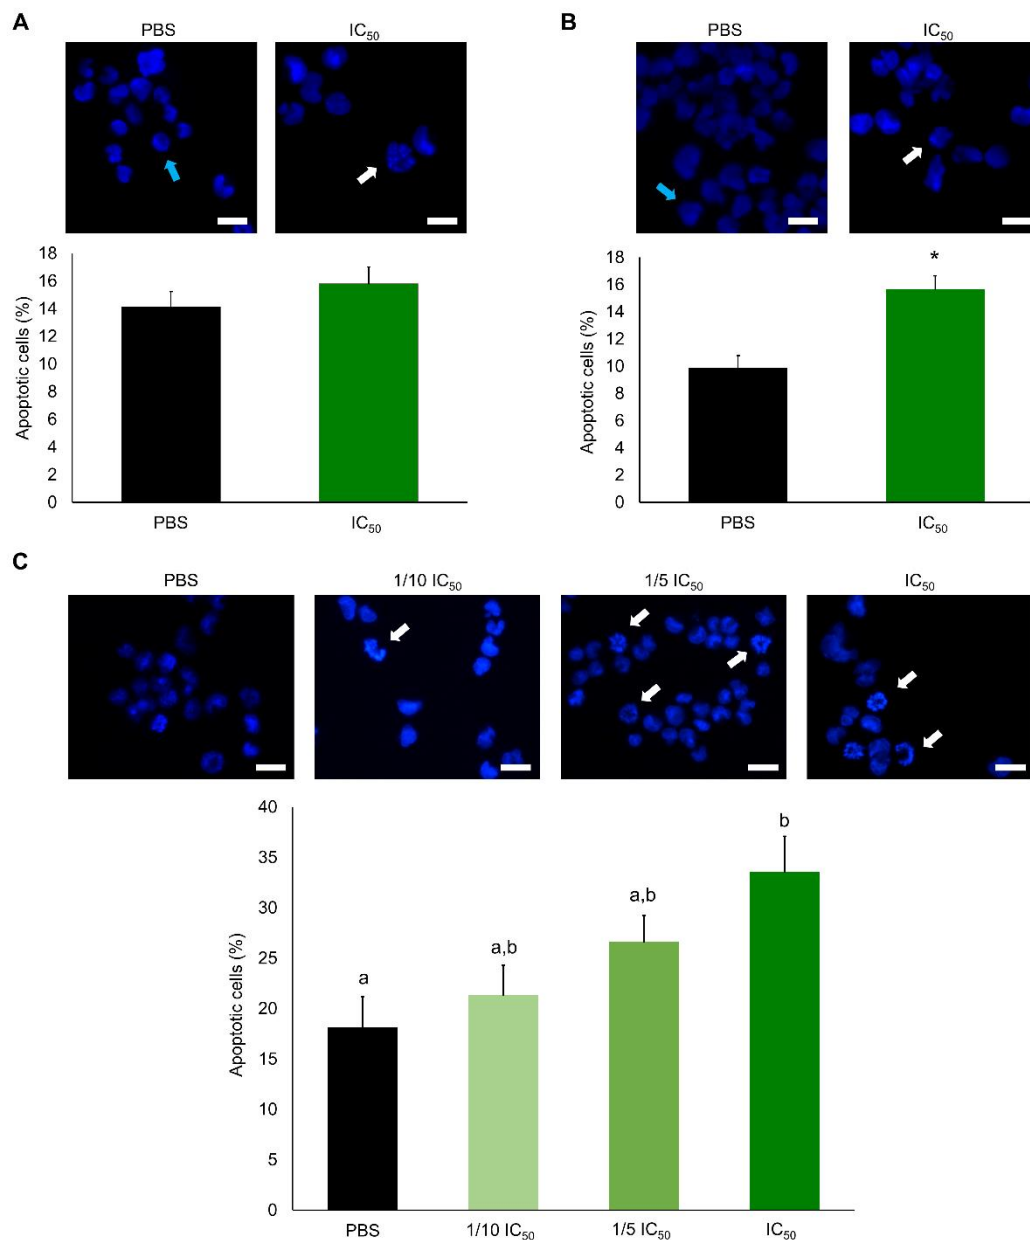 A
PBS
IC₅₀
Apoptotic cells (%)
18
16
14
12
10
8
6
4
2
0
PBS
IC₅₀
B
PBS
IC₅₀
Apoptotic cells (%)
18
16
14
12
10
8
6
4
2
0
*
PBS
IC₅₀
C
PBS
1/10 IC₅₀
1/5 IC₅₀
IC₅₀
Apoptotic cells (%)
40
35
30
25
20
15
10
5
0
a
a,b
a,b
b
PBS
1/10 IC₅₀
1/5 IC₅₀
IC₅₀